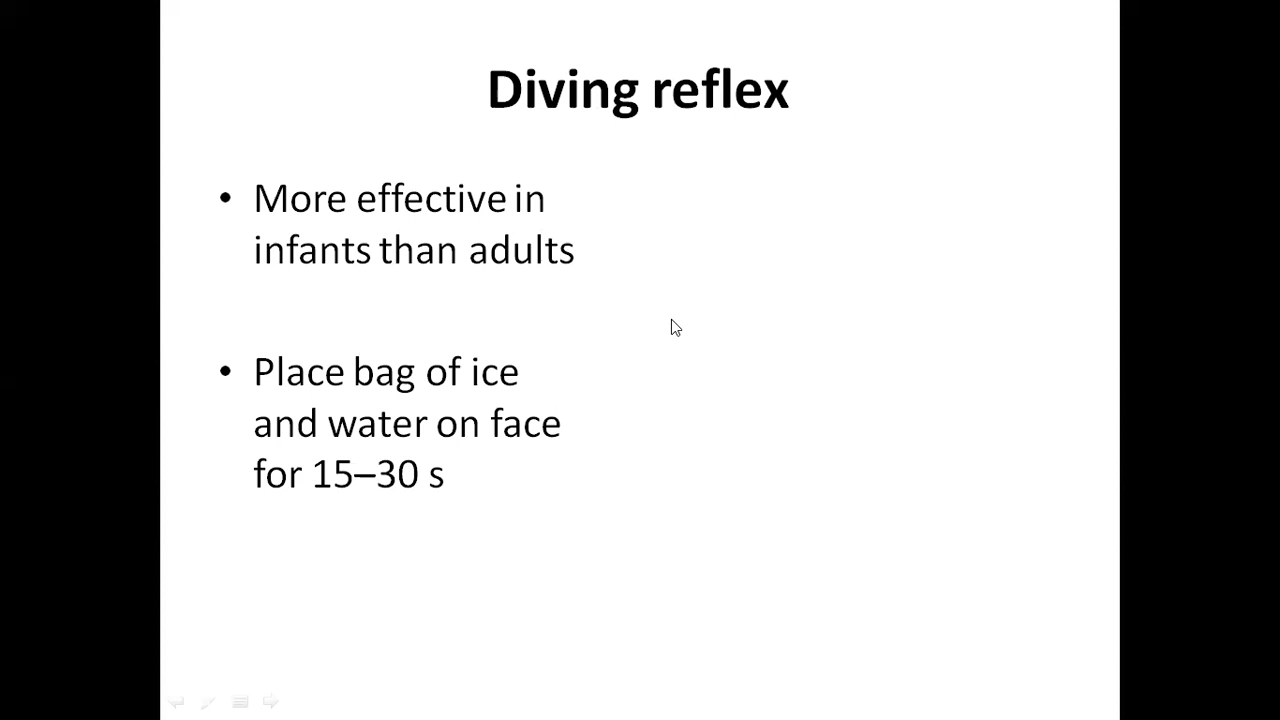 Diving reflex
• More effective in
infants than adults
• Place bag of ice
and water on face
for 15–30 s